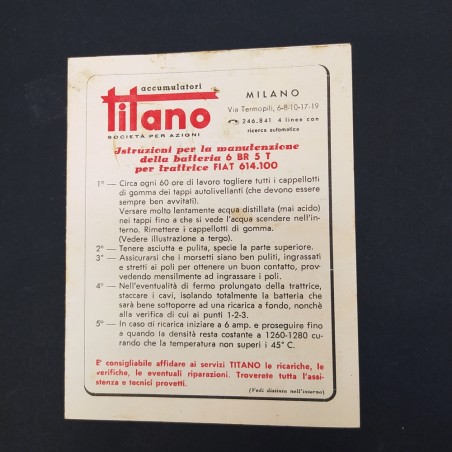 accumulatori
titano
SOCIETÀ PER AZIONI
MILANO
Via Termopili, 6-8-10-17-19
246.841 4 linee con
ricerca automatica
Istruzioni per la manutenzione
della batteria 6 BR 5 T
per trattrice FIAT 614.100
1° — Circa ogni 60 ore di lavoro togliere tutti i cappellotti
di gomma dei tappi autolivellanti (che devono essere
sempre ben avvitati).
Versare molto lentamente acqua distillata (mai acido)
nei tappi fino a che si vede l'acqua scendere nell'in-
terno. Rimettere i cappellotti di gomma.
(Vedere illustrazione a tergo).
2° — Tenere asciutta e pulita, specie la parte superiore.
3° — Assicurarsi che i morsetti siano ben puliti, ingrassati
e stretti ai poli per ottenere un buon contatto, prov-
vedendo mensilmente ad ingrassare i poli.
4° — Nell'eventualità di fermo prolungato della trattrice,
staccare i cavi, isolando totalmente la batteria che
sarà bene sottoporre ad una ricarica al mese, nonchè
alla verifica di cui ai punti 1-2-3.
5° — In caso di ricarica iniziare a 6 amp. e proseguire fino
a quando la densità resta costante a 1260-1280 cu-
rando che la temperatura non superi i 45° C.
E' consigliabile affidare ai servizi TITANO le ricariche, le
verifiche, le eventuali riparazioni. Troverete tutta l'assi-
stenza e tecnici provetti.
(Vedi distinta nell'interno)